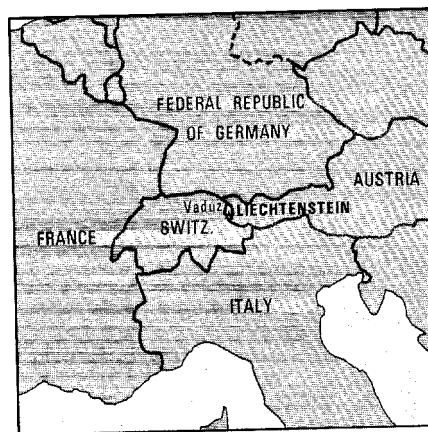 FEDERAL REPUBLIC
OF GERMANY
AUSTRIA
Vaduz
LIECHTENSTEIN
SWITZ.
FRANCE
ITALY